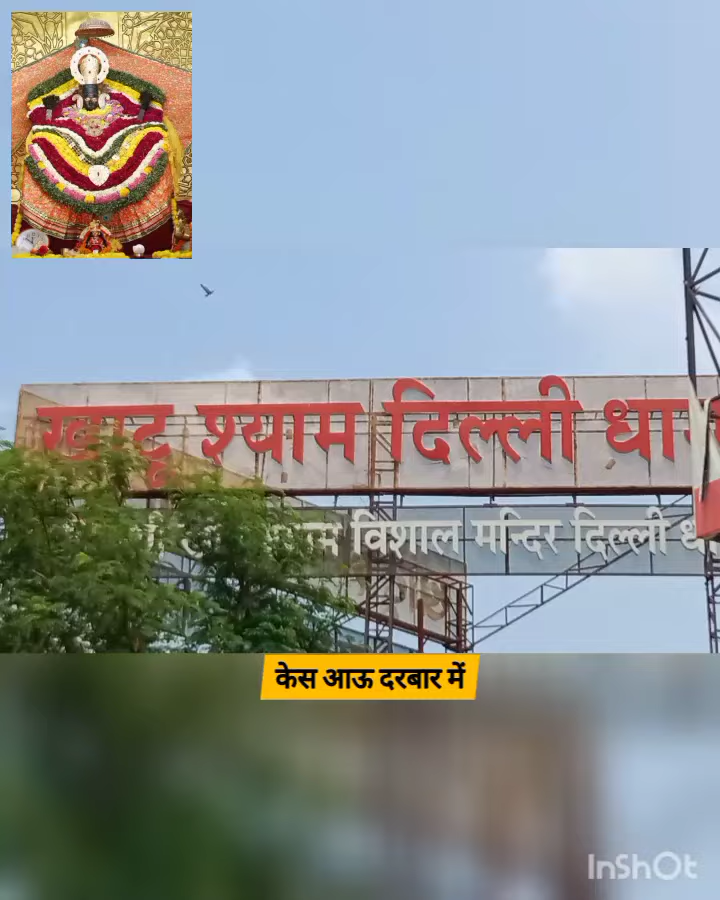 खाटू श्याम दिल्ली धा
श्याम विशाल मन्दिर दिल्ली
केस आऊ दरबार में
InShOt